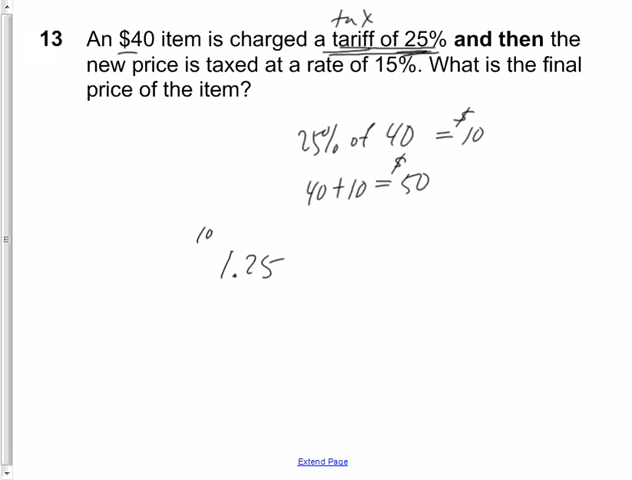 tax
13 An $40 item is charged a tariff of 25% and then the
new price is taxed at a rate of 15%. What is the final
price of the item?
25% of 40 = $10
40+10 = $50
10
1.25
Extend Page